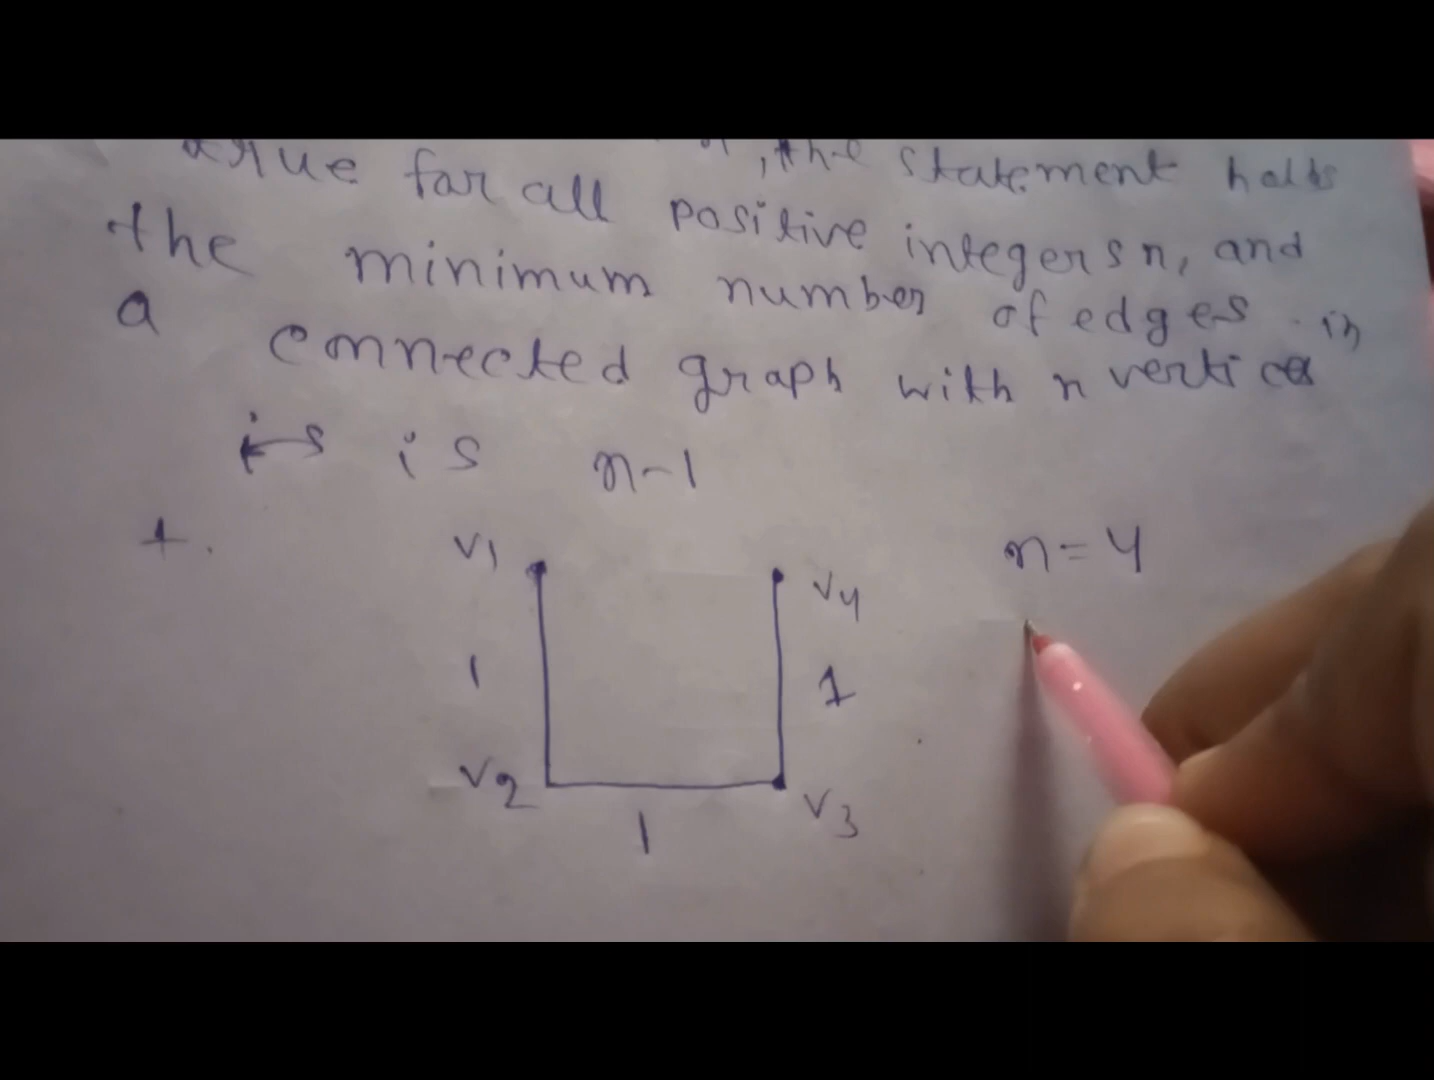 true for all , the statement holds
the positive integers n, and
minimum number of edges in
a connected graph with n vertices
is is n-1
V1 V4 n=4
1 1
V2 V3
1